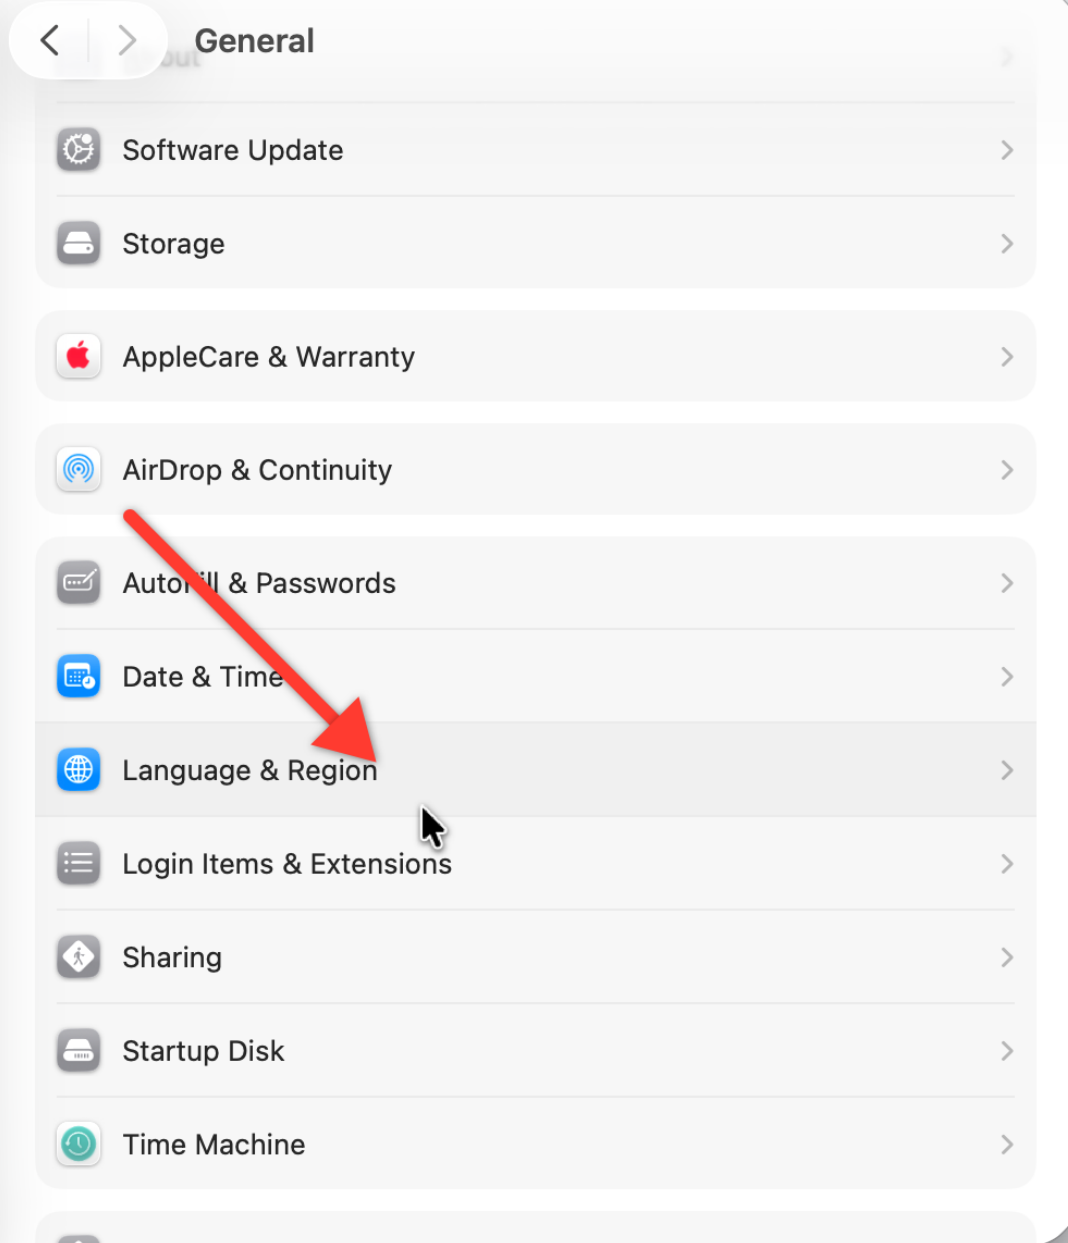 General
Software Update
Storage
AppleCare & Warranty
AirDrop & Continuity
Autofill & Passwords
Date & Time
Language & Region
Login Items & Extensions
Sharing
Startup Disk
Time Machine